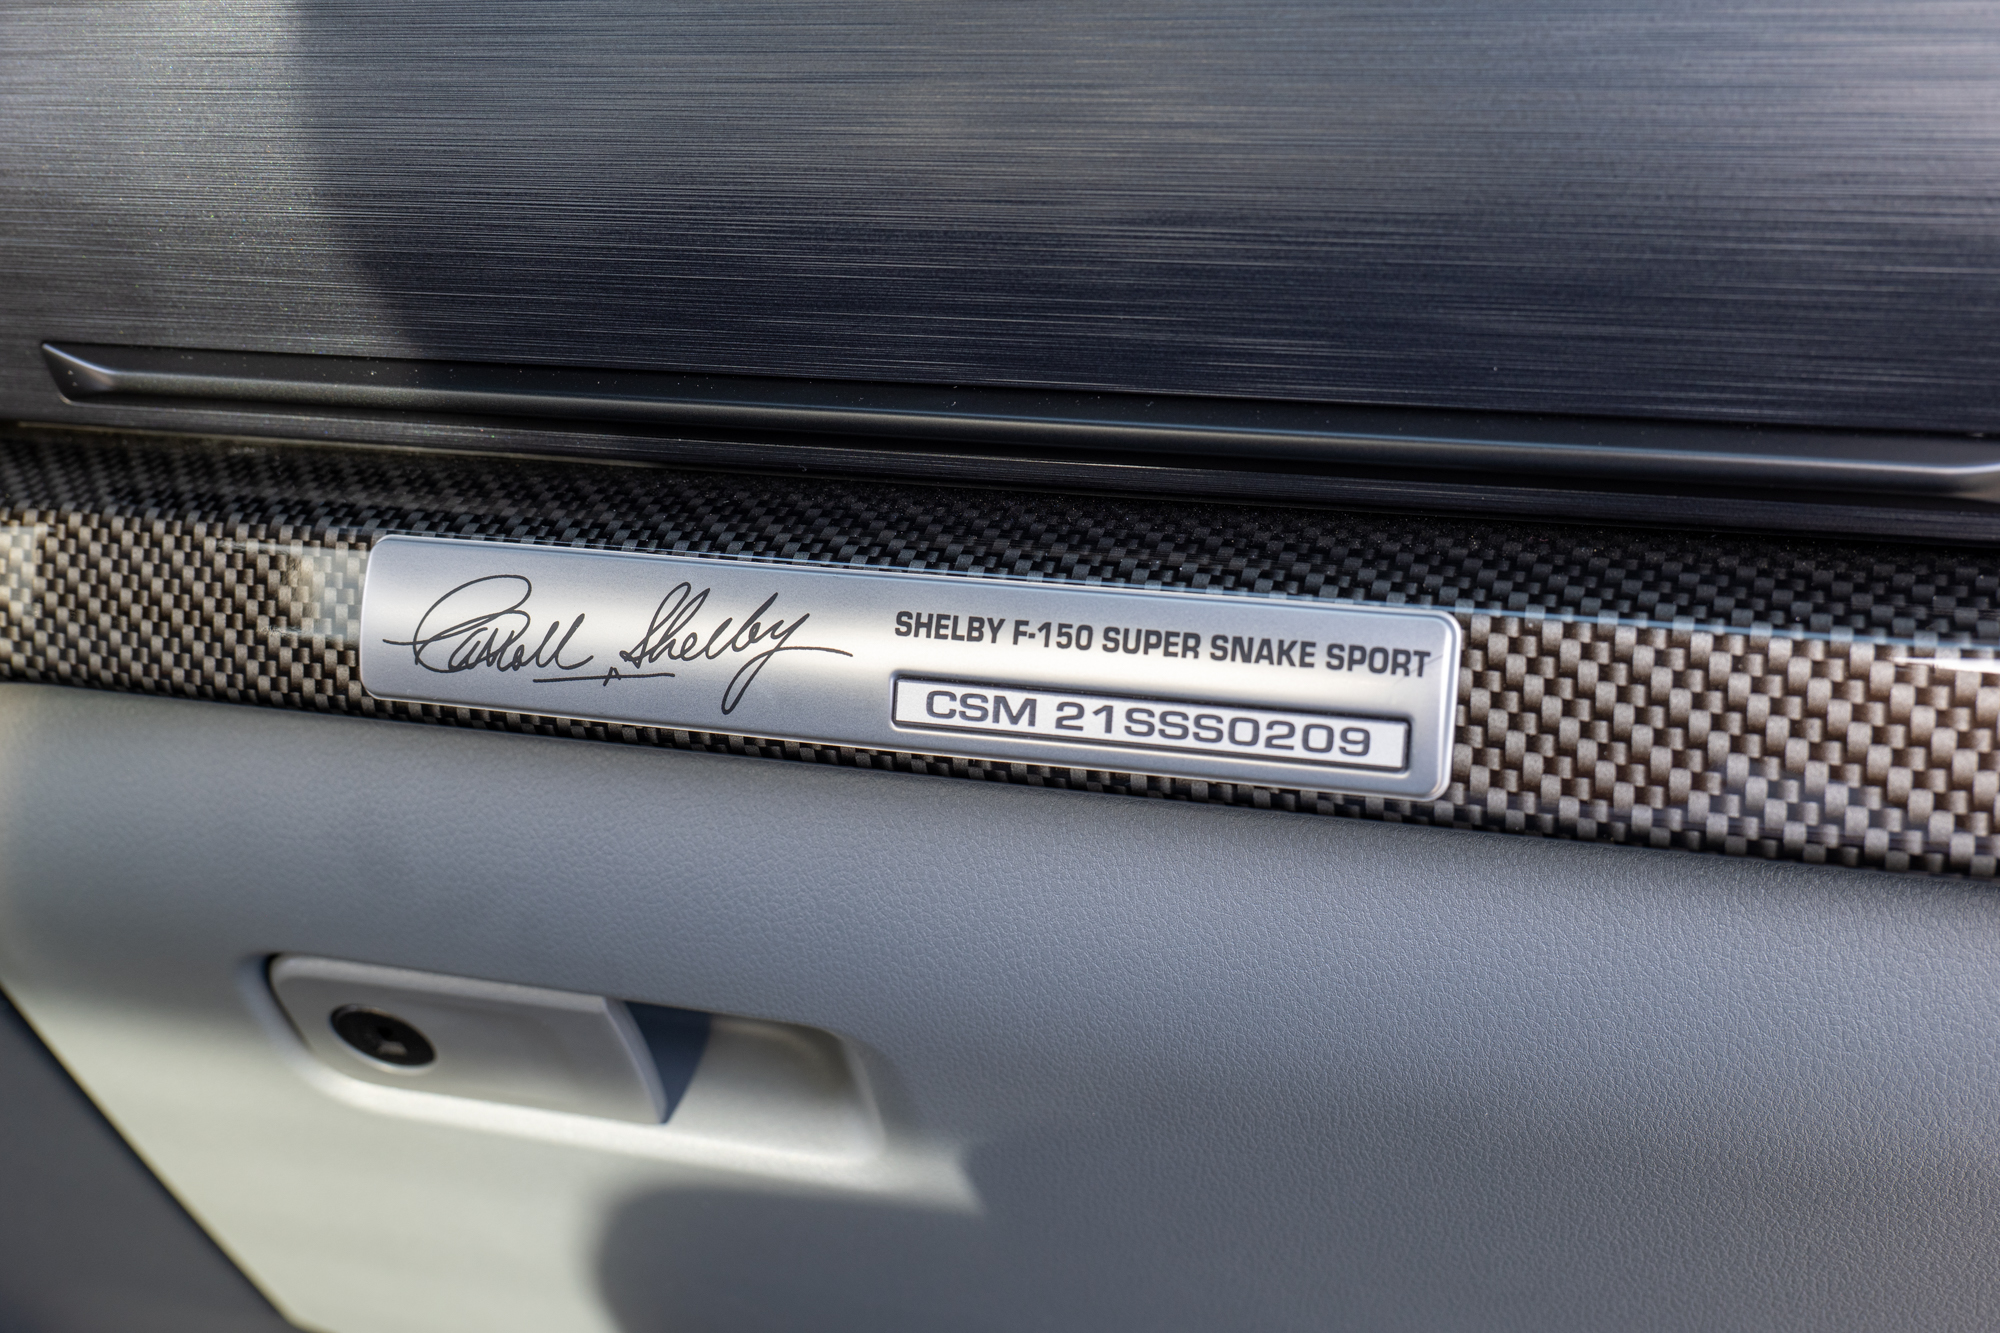 Carroll Shelby
SHELBY F-150 SUPER SNAKE SPORT
CSM 21SSS0209